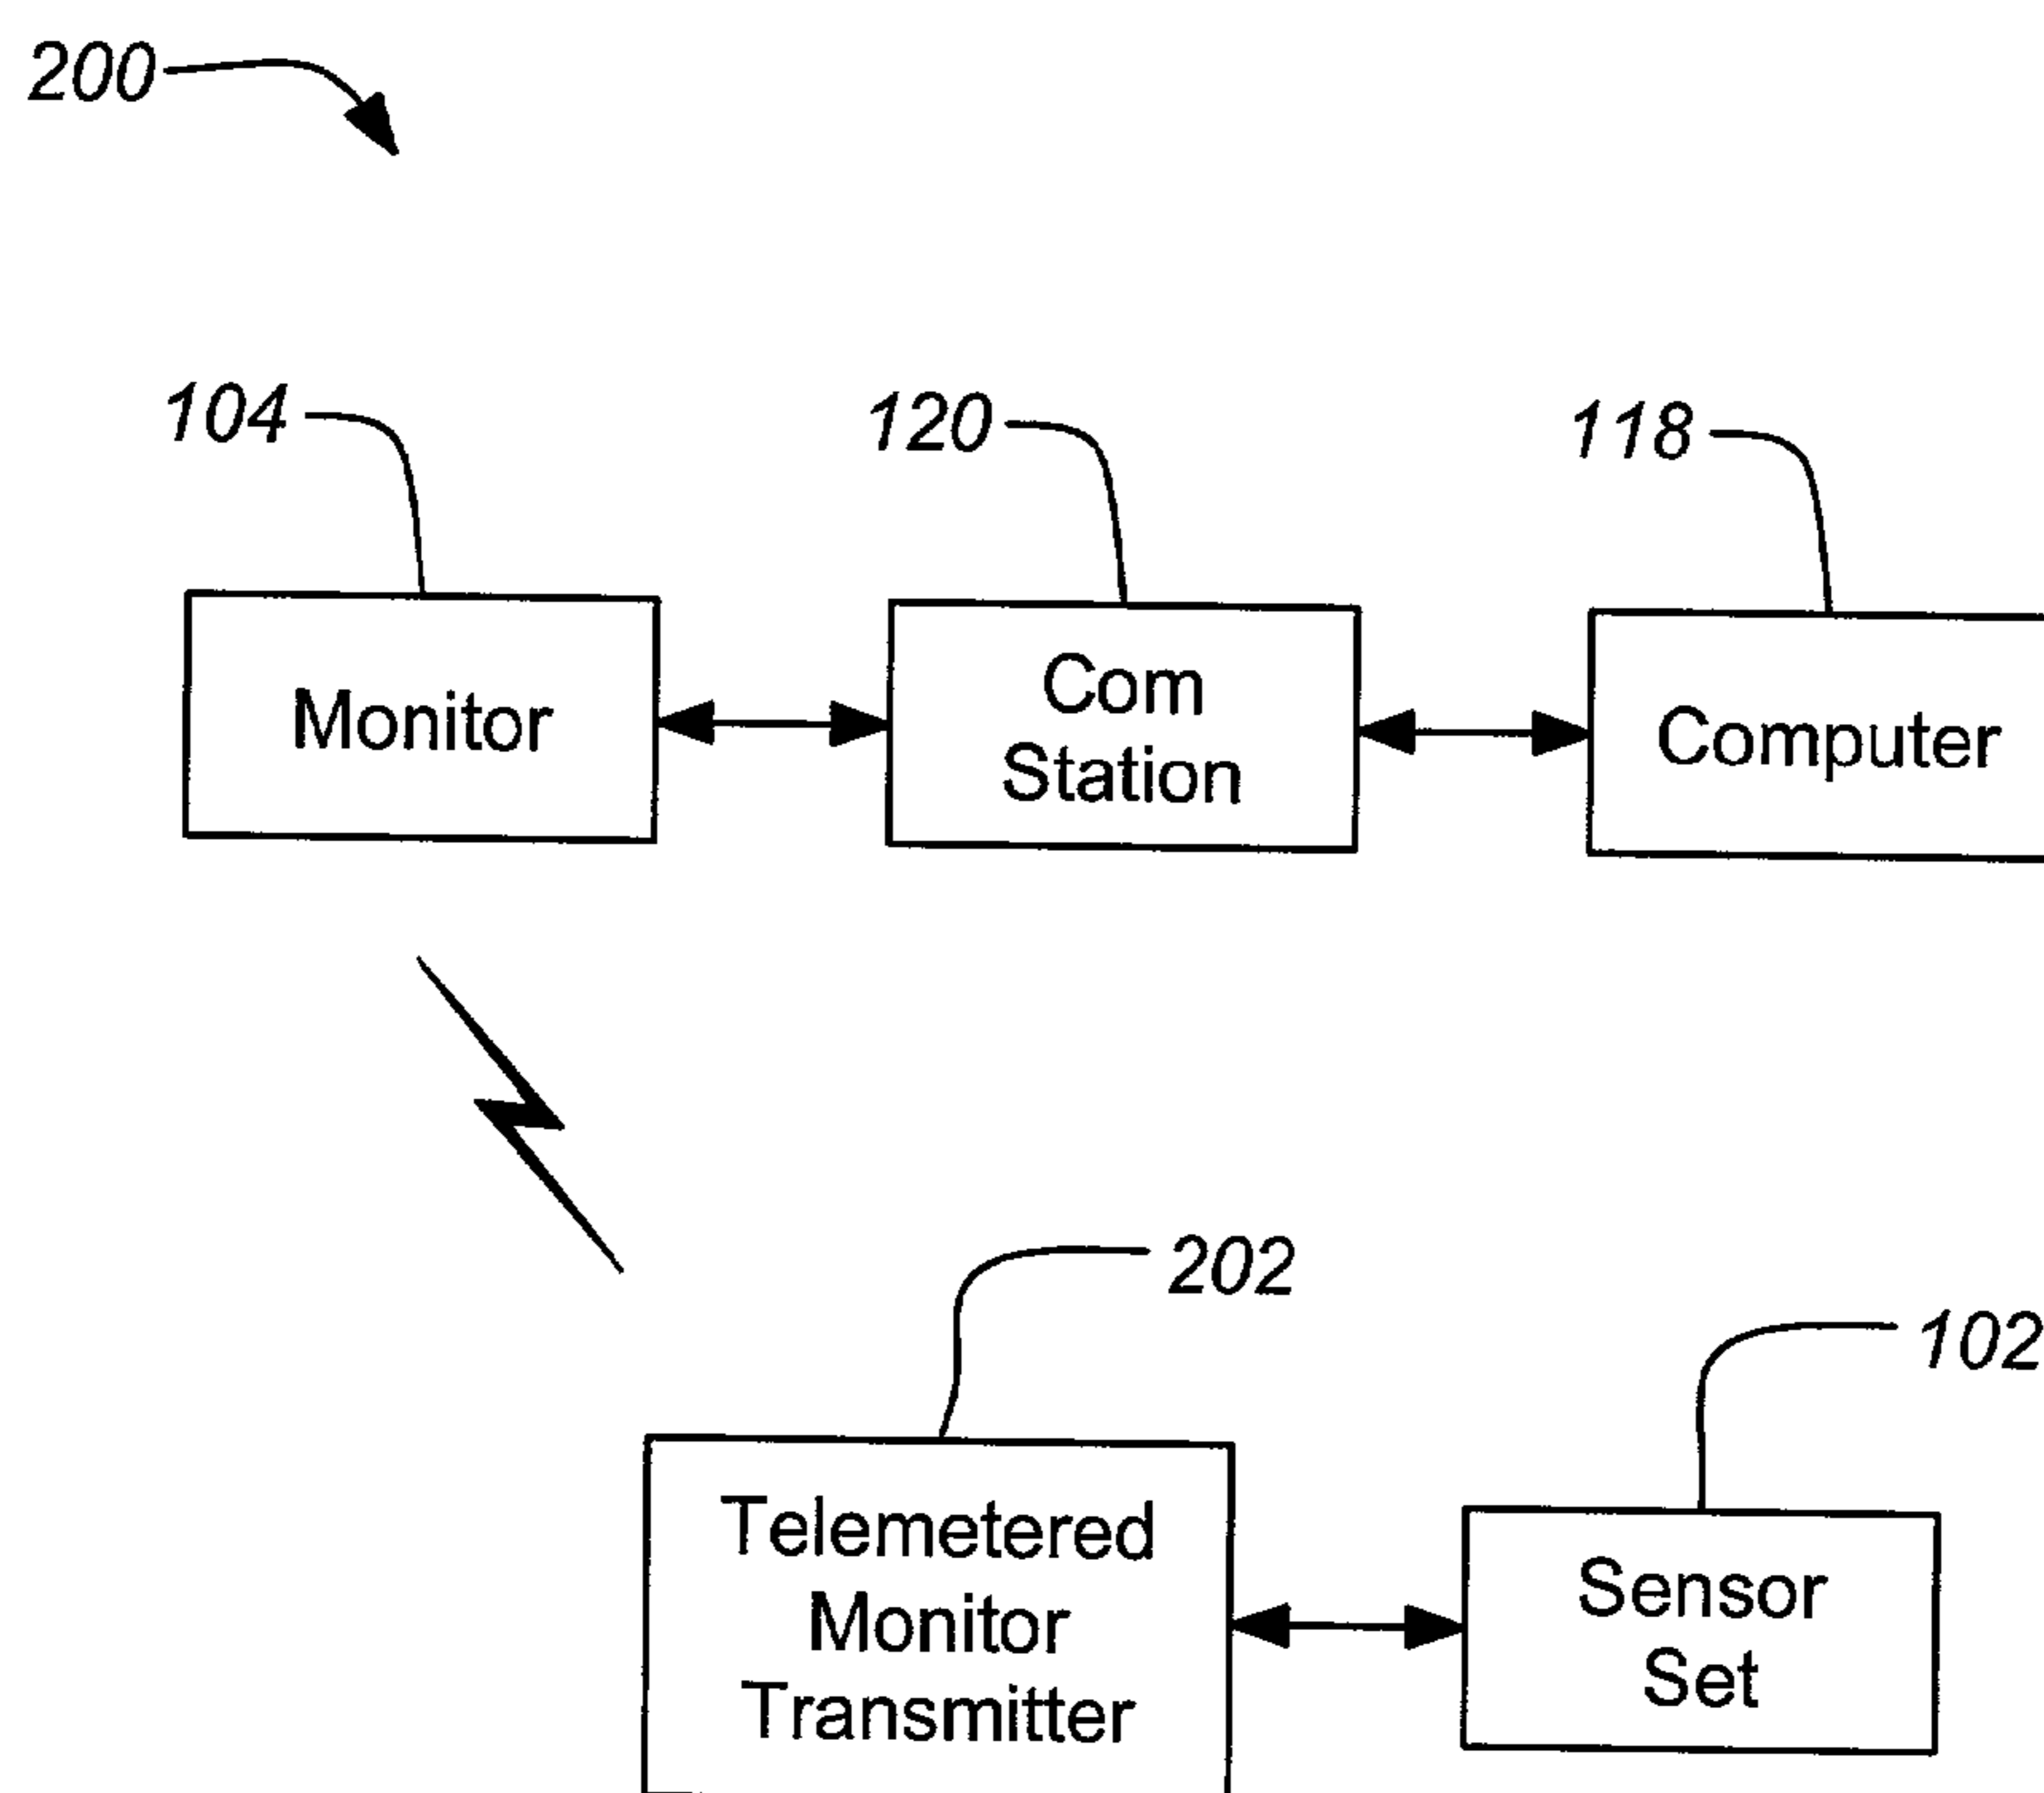 200
104
120
118
Monitor
Com
Station
Computer
202
102
Telemetered
Monitor
Transmitter
Sensor
Set